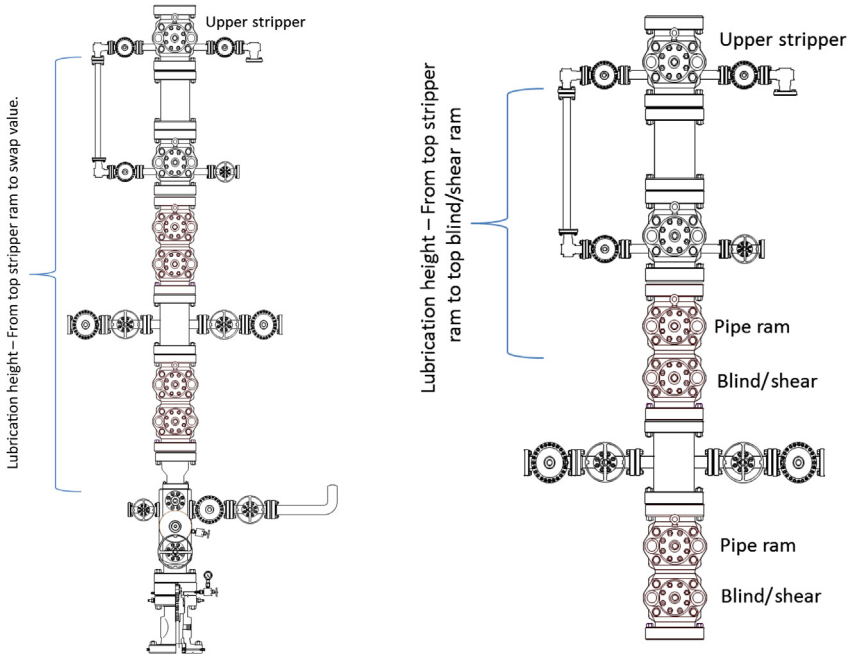 Upper stripper
Lubrication height – From top stripper ram to swap value.
Upper stripper
Lubrication height – From top stripper
ram to top blind/shear ram
Pipe ram
Blind/shear
Pipe ram
Blind/shear